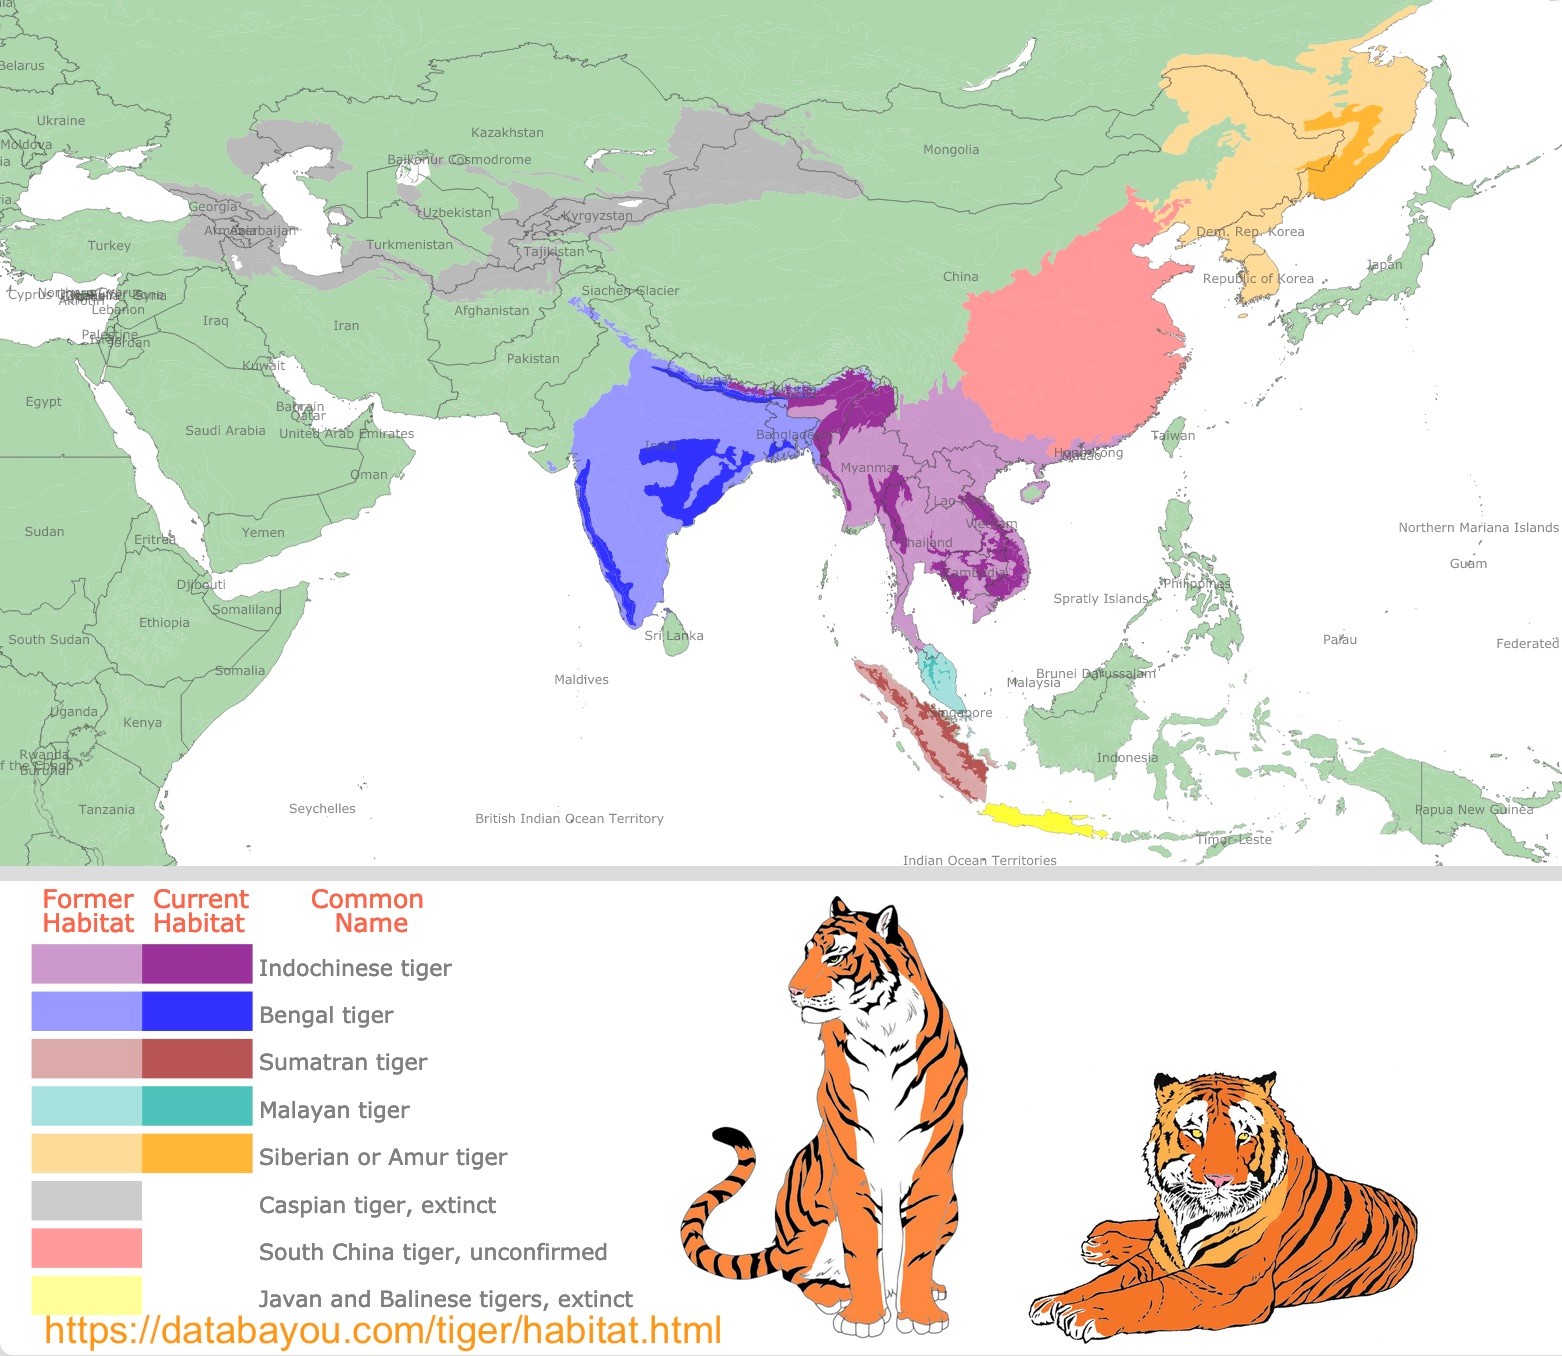 Belarus
Ukraine
Moldova
Kazakhstan
Baikonur Cosmodrome
Mongolia
Georgia
Uzbekistan
Kyrgyzstan
Azerbaijan
Turkey
Turkmenistan
Tajikistan
Dem. Rep. Korea
Republic of Korea
Japan
China
Siachen Glacier
Cyprus
Syria
Lebanon
Iraq
Iran
Afghanistan
Palestine
Jordan
Pakistan
Kuwait
Nepal
Egypt
Bahrain
Qatar
Saudi Arabia
United Arab Emirates
India
Bangladesh
Taiwan
Hong Kong
Macao
Oman
Myanmar
Lao PDR
Vietnam
Northern Mariana Islands
Sudan
Eritrea
Yemen
Thailand
Guam
Cambodia
Djibouti
Philippines
Somaliland
Spratly Islands
Ethiopia
South Sudan
Sri Lanka
Palau
Federated
Somalia
Maldives
Brunei Darussalam
Malaysia
Uganda
Kenya
Singapore
Rwanda
f the Congo
Burundi
Indonesia
Tanzania
Seychelles
British Indian Ocean Territory
Papua New Guinea
Timor-Leste
Indian Ocean Territories
Former Habitat
Current Habitat
Common Name
Indochinese tiger
Bengal tiger
Sumatran tiger
Malayan tiger
Siberian or Amur tiger
Caspian tiger, extinct
South China tiger, unconfirmed
Javan and Balinese tigers, extinct
https://databayou.com/tiger/habitat.html